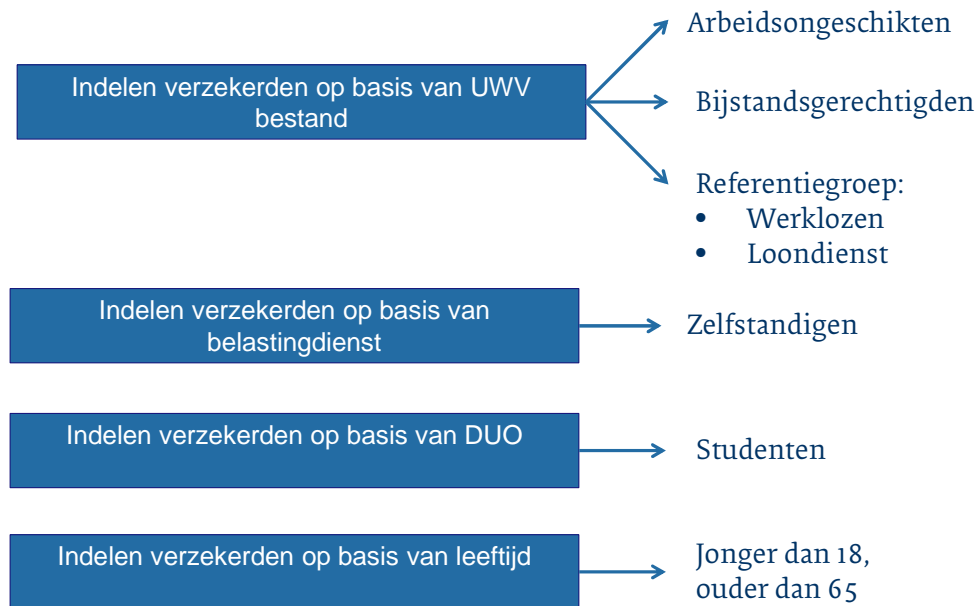 Indelen verzekerden op basis van UWV
bestand
Arbeidsongeschikten
Bijstandsgerechtigden
Referentiegroep:
• Werklozen
• Loondienst
Indelen verzekerden op basis van
belastingdienst
Zelfstandigen
Indelen verzekerden op basis van DUO
Studenten
Indelen verzekerden op basis van leeftijd
Jonger dan 18,
ouder dan 65